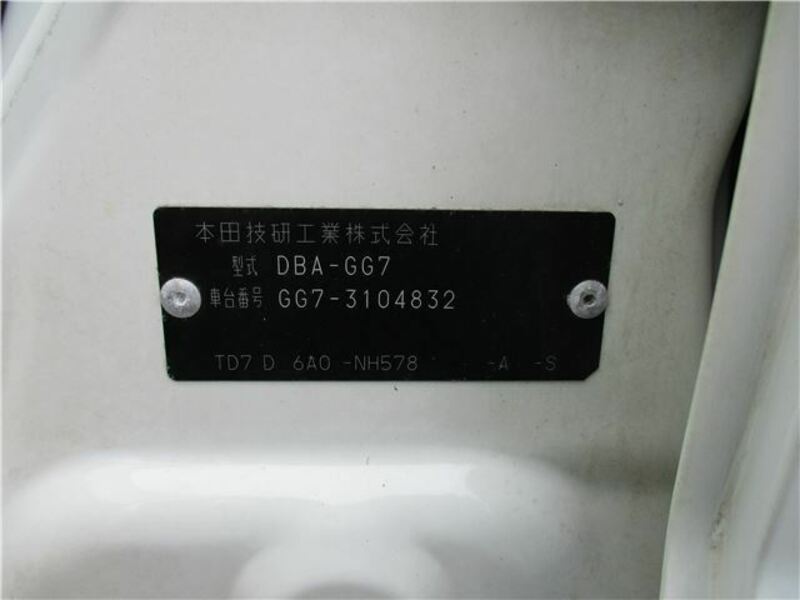 本田技研工業株式会社
型式 DBA-GG7
車台番号 GG7-3104832
TD7 D 6A0 -NH578 - -A -S